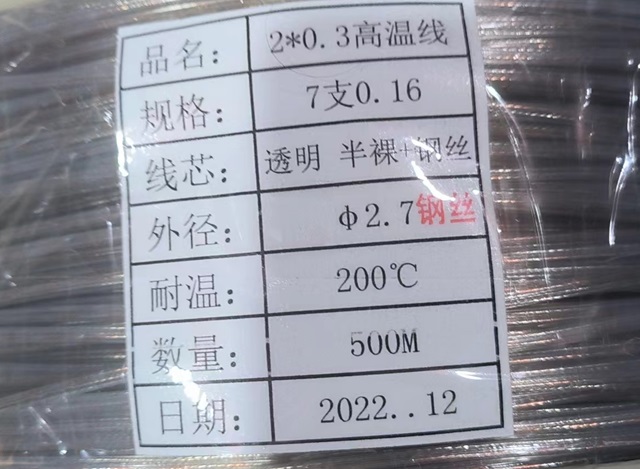 品名： 2*0.3高温线
规格： 7支0.16
线芯： 透明 半裸+钢丝
外径： φ2.7钢丝
耐温： 200℃
数量： 500M
日期： 2022..12